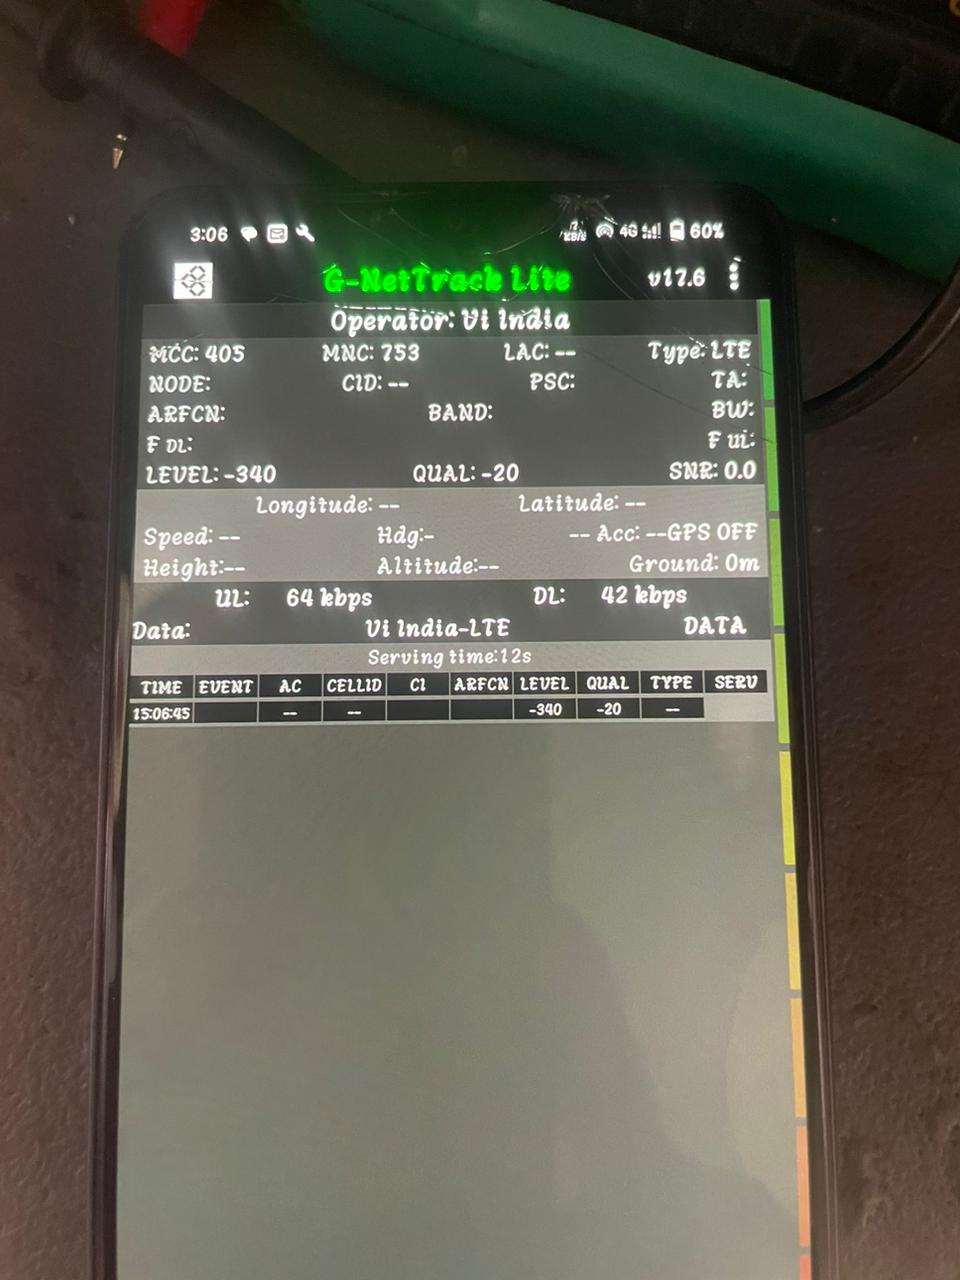 3:06 KB/s 4G 60%
G-NetTrack Lite v17.6
Operator: Vi India
MCC: 405 MNC: 753 LAC: -- Type: LTE
NODE: CID: -- PSC: TA:
ARFCN: BAND: BW:
F DL: F ul:
LEVEL: -340 QUAL: -20 SNR: 0.0
Longitude: -- Latitude: --
Speed: -- Hdg:- -- Acc: --GPS OFF
Height:-- Altitude:-- Ground: 0m
UL: 64 kbps DL: 42 kbps
Data: Vi India-LTE DATA
Serving time:12s
TIME EVENT AC CELLID CI ARFCN LEVEL QUAL TYPE SERV
15:06:45 -- -- -340 -20 --